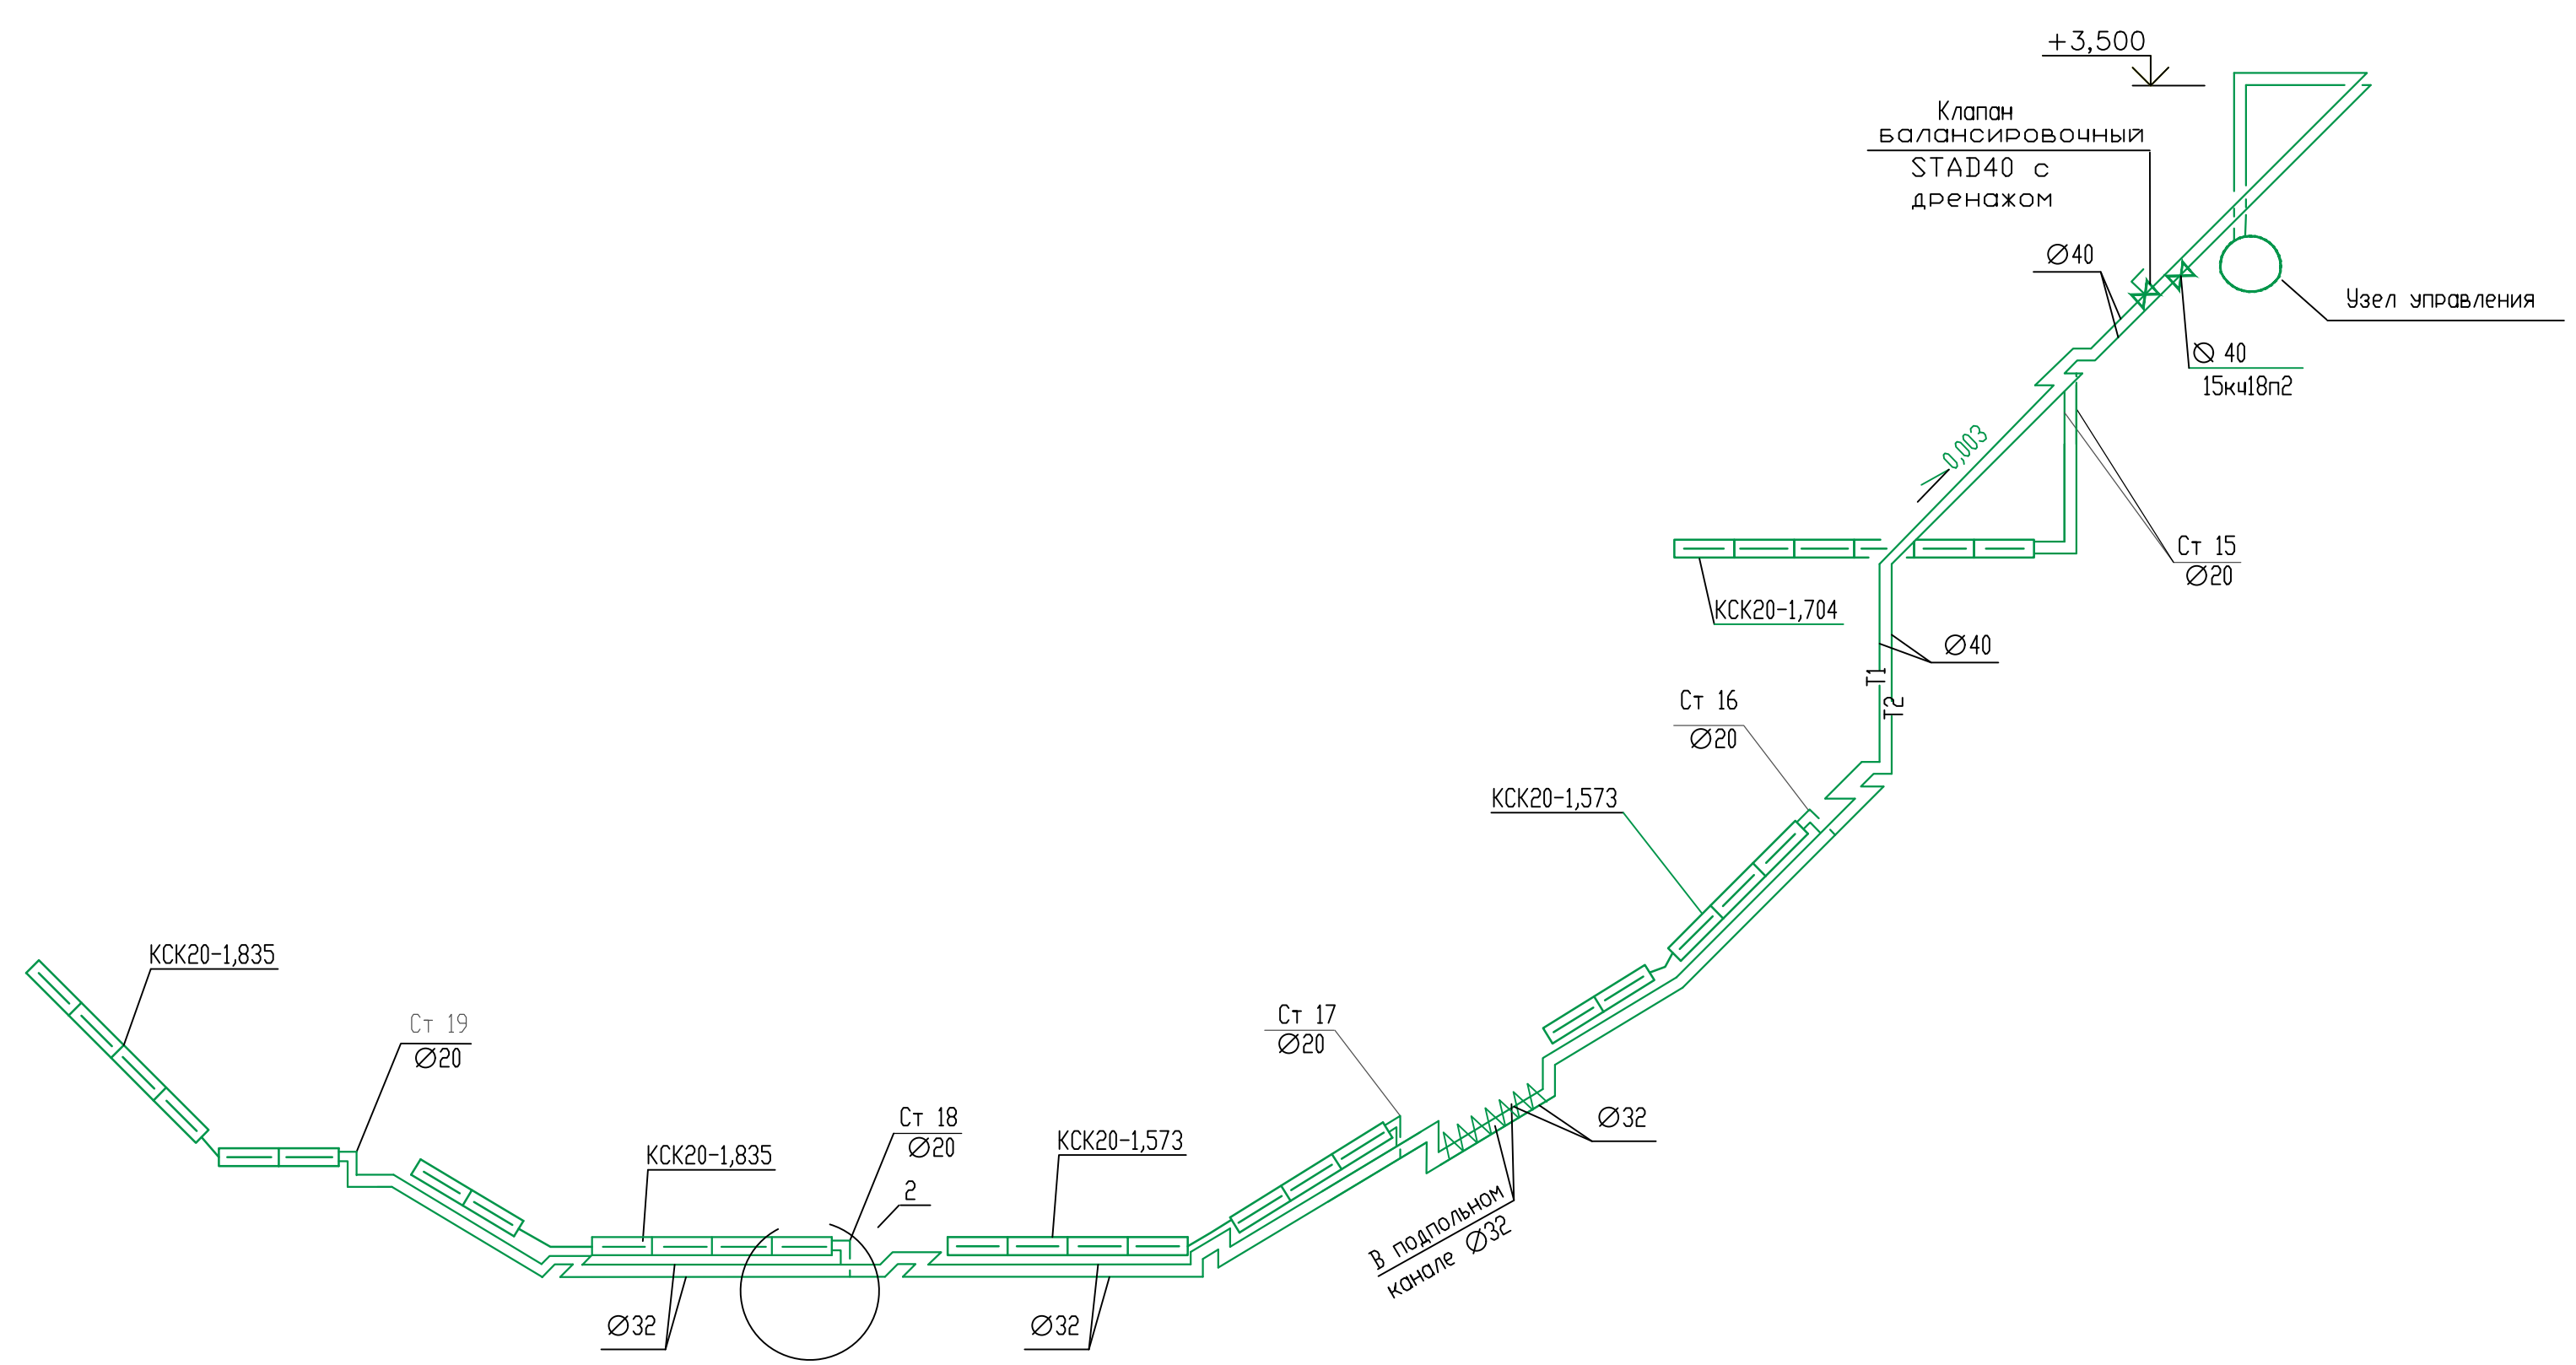 +3,500
Клапан
балансировочный
STAD40 с
дренажом
Ø40
Узел управления
Ø 40
15кч18п2
0,003
Ст 15
Ø20
КСК20-1,704
Ø40
Т1
Т2
Ст 16
Ø20
КСК20-1,573
КСК20-1,835
Ст 19
Ø20
Ст 17
Ø20
Ø32
Ст 18
Ø20
КСК20-1,573
КСК20-1,835
2
В подпольном
канале Ø32
Ø32
Ø32